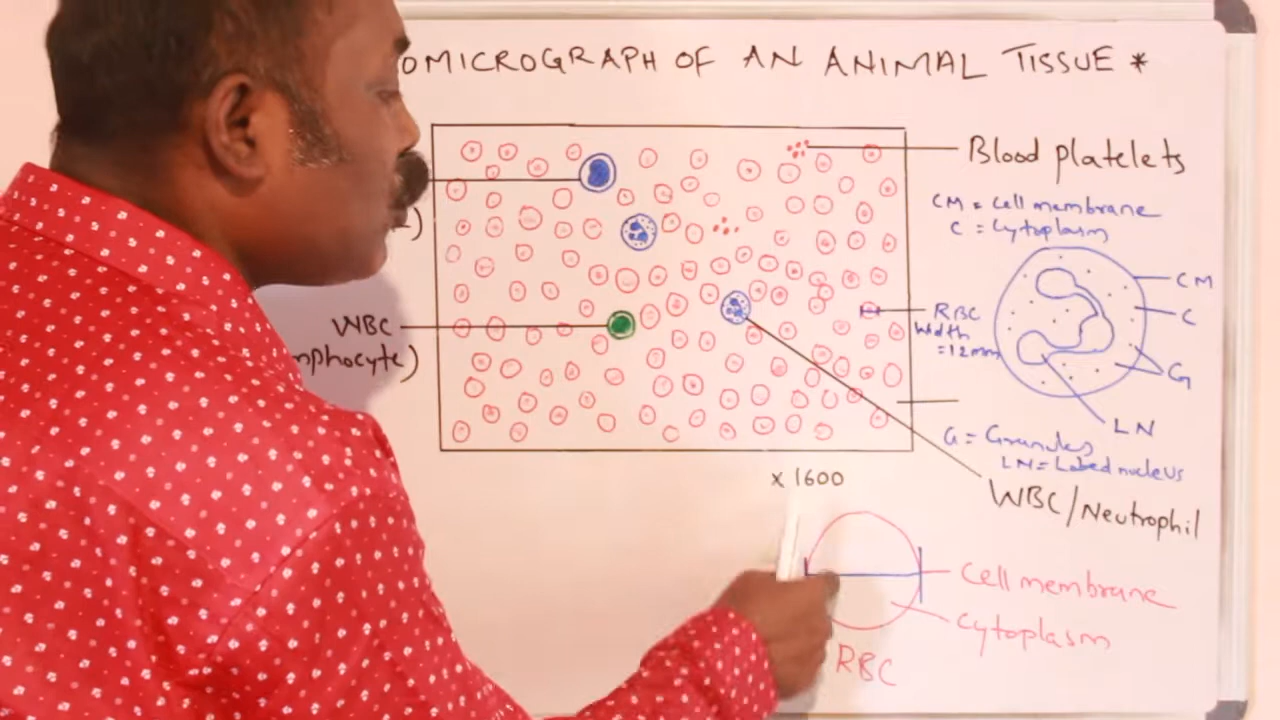 OMICROGRAPH OF AN ANIMAL TISSUE *
Blood platelets
CM = Cell membrane
C = Cytoplasm
CM
C
G
LN
RBC
Width
=12mm
WBC
mphocyte)
)
G = Granules
LN = Lobed nucleus
WBC/Neutrophil
x 1600
Cell membrane
Cytoplasm
RBC